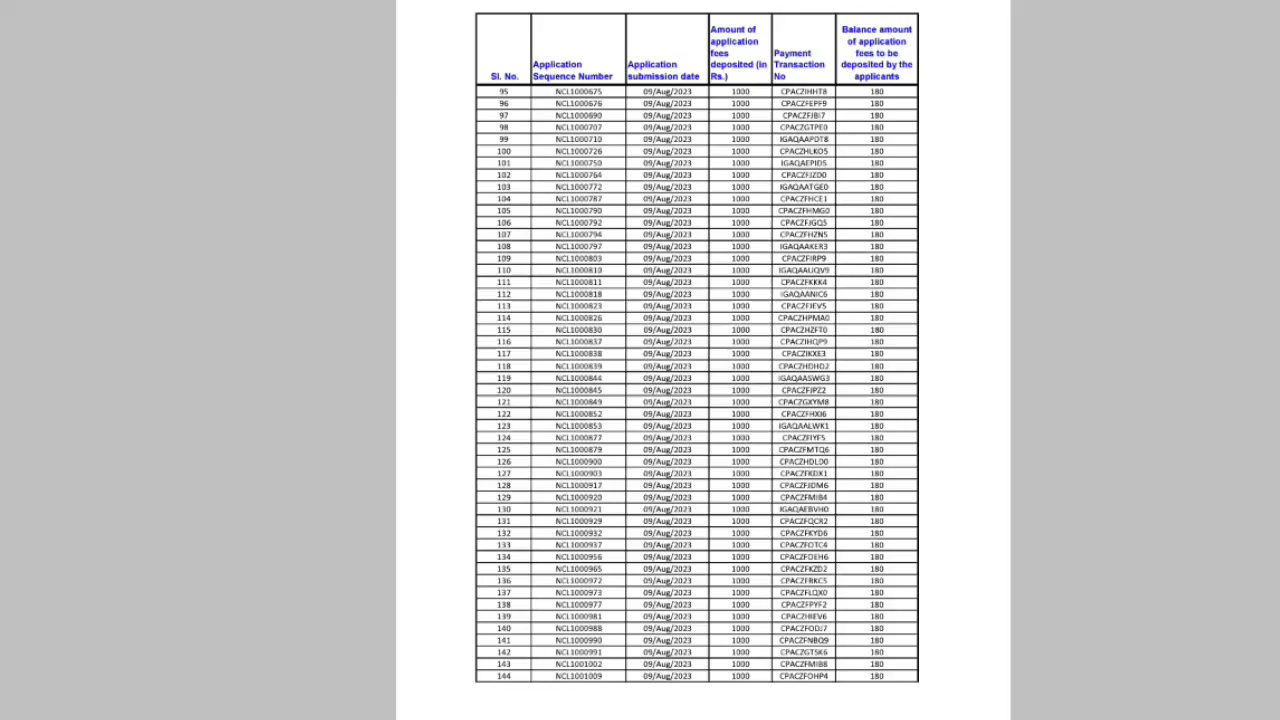 Sl. No. Application Sequence Number Application submission date Amount of application fees deposited (in Rs.) Payment Transaction No Balance amount of application fees to be deposited by the applicants
95 NCL1000675 09/Aug/2023 1000 CPACZIHHT8 180
96 NCL1000676 09/Aug/2023 1000 CPACZFEPF9 180
97 NCL1000690 09/Aug/2023 1000 CPACZFJBI7 180
98 NCL1000707 09/Aug/2023 1000 CPACZGTPE0 180
99 NCL1000710 09/Aug/2023 1000 IGAQAAPDT8 180
100 NCL1000726 09/Aug/2023 1000 CPACZHLKO5 180
101 NCL1000750 09/Aug/2023 1000 IGAQAEPID5 180
102 NCL1000764 09/Aug/2023 1000 CPACZFJZD0 180
103 NCL1000772 09/Aug/2023 1000 IGAQAATGE0 180
104 NCL1000787 09/Aug/2023 1000 CPACZFHCE1 180
105 NCL1000790 09/Aug/2023 1000 CPACZFHMG0 180
106 NCL1000792 09/Aug/2023 1000 CPACZFJGQ5 180
107 NCL1000794 09/Aug/2023 1000 CPACZFHZN5 180
108 NCL1000797 09/Aug/2023 1000 IGAQAAKER3 180
109 NCL1000803 09/Aug/2023 1000 CPACZFIRP9 180
110 NCL1000810 09/Aug/2023 1000 IGAQAAUQV9 180
111 NCL1000811 09/Aug/2023 1000 CPACZFKKK4 180
112 NCL1000818 09/Aug/2023 1000 IGAQAANIC6 180
113 NCL1000823 09/Aug/2023 1000 CPACZFJEV5 180
114 NCL1000826 09/Aug/2023 1000 CPACZHPMA0 180
115 NCL1000830 09/Aug/2023 1000 CPACZHZFT0 180
116 NCL1000837 09/Aug/2023 1000 CPACZIHQP9 180
117 NCL1000838 09/Aug/2023 1000 CPACZIKXE3 180
118 NCL1000839 09/Aug/2023 1000 CPACZHDHD2 180
119 NCL1000844 09/Aug/2023 1000 IGAQAASWG3 180
120 NCL1000845 09/Aug/2023 1000 CPACZFJPZ2 180
121 NCL1000849 09/Aug/2023 1000 CPACZGXYM8 180
122 NCL1000852 09/Aug/2023 1000 CPACZFHXI6 180
123 NCL1000853 09/Aug/2023 1000 IGAQAALWK1 180
124 NCL1000877 09/Aug/2023 1000 CPACZFIYF5 180
125 NCL1000879 09/Aug/2023 1000 CPACZFMTQ6 180
126 NCL1000900 09/Aug/2023 1000 CPACZHDLD0 180
127 NCL1000903 09/Aug/2023 1000 CPACZFKDX1 180
128 NCL1000917 09/Aug/2023 1000 CPACZFJDM6 180
129 NCL1000920 09/Aug/2023 1000 CPACZFMIB4 180
130 NCL1000921 09/Aug/2023 1000 IGAQAEBVH0 180
131 NCL1000929 09/Aug/2023 1000 CPACZFQCR2 180
132 NCL1000932 09/Aug/2023 1000 CPACZFKYD6 180
133 NCL1000937 09/Aug/2023 1000 CPACZFOTC4 180
134 NCL1000956 09/Aug/2023 1000 CPACZFOEH6 180
135 NCL1000965 09/Aug/2023 1000 CPACZFKZD2 180
136 NCL1000972 09/Aug/2023 1000 CPACZFRKC5 180
137 NCL1000973 09/Aug/2023 1000 CPACZFLQX0 180
138 NCL1000977 09/Aug/2023 1000 CPACZFPYF2 180
139 NCL1000981 09/Aug/2023 1000 CPACZHIEV6 180
140 NCL1000988 09/Aug/2023 1000 CPACZFODJ7 180
141 NCL1000990 09/Aug/2023 1000 CPACZFNBQ9 180
142 NCL1000991 09/Aug/2023 1000 CPACZGTSK6 180
143 NCL1001002 09/Aug/2023 1000 CPACZFMIB8 180
144 NCL1001009 09/Aug/2023 1000 CPACZFOHP4 180